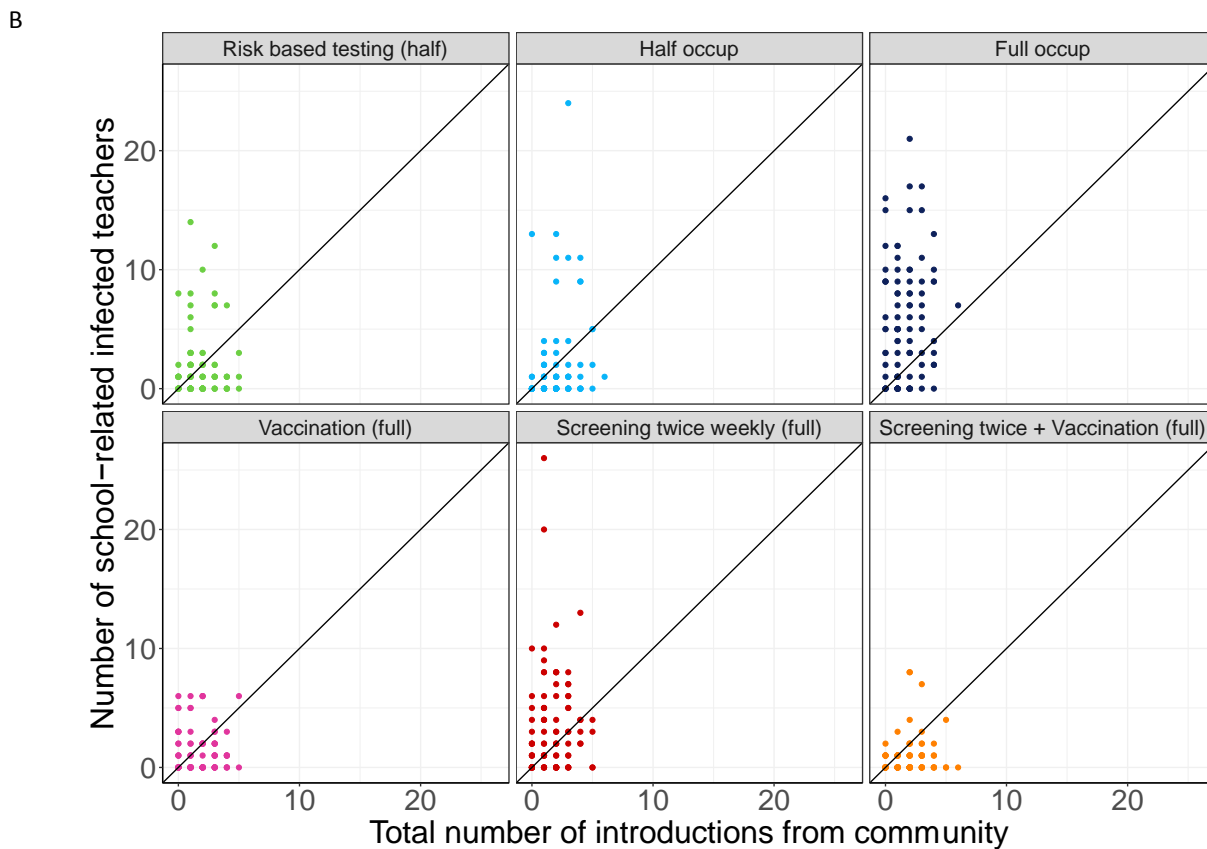 B
Risk based testing (half)
Half occup
Full occup
20
10
0
Vaccination (full)
Screening twice weekly (full)
Screening twice + Vaccination (full)
20
10
0
0 10 20 0 10 20 0 10 20
Number of school−related infected teachers
Total number of introductions from community